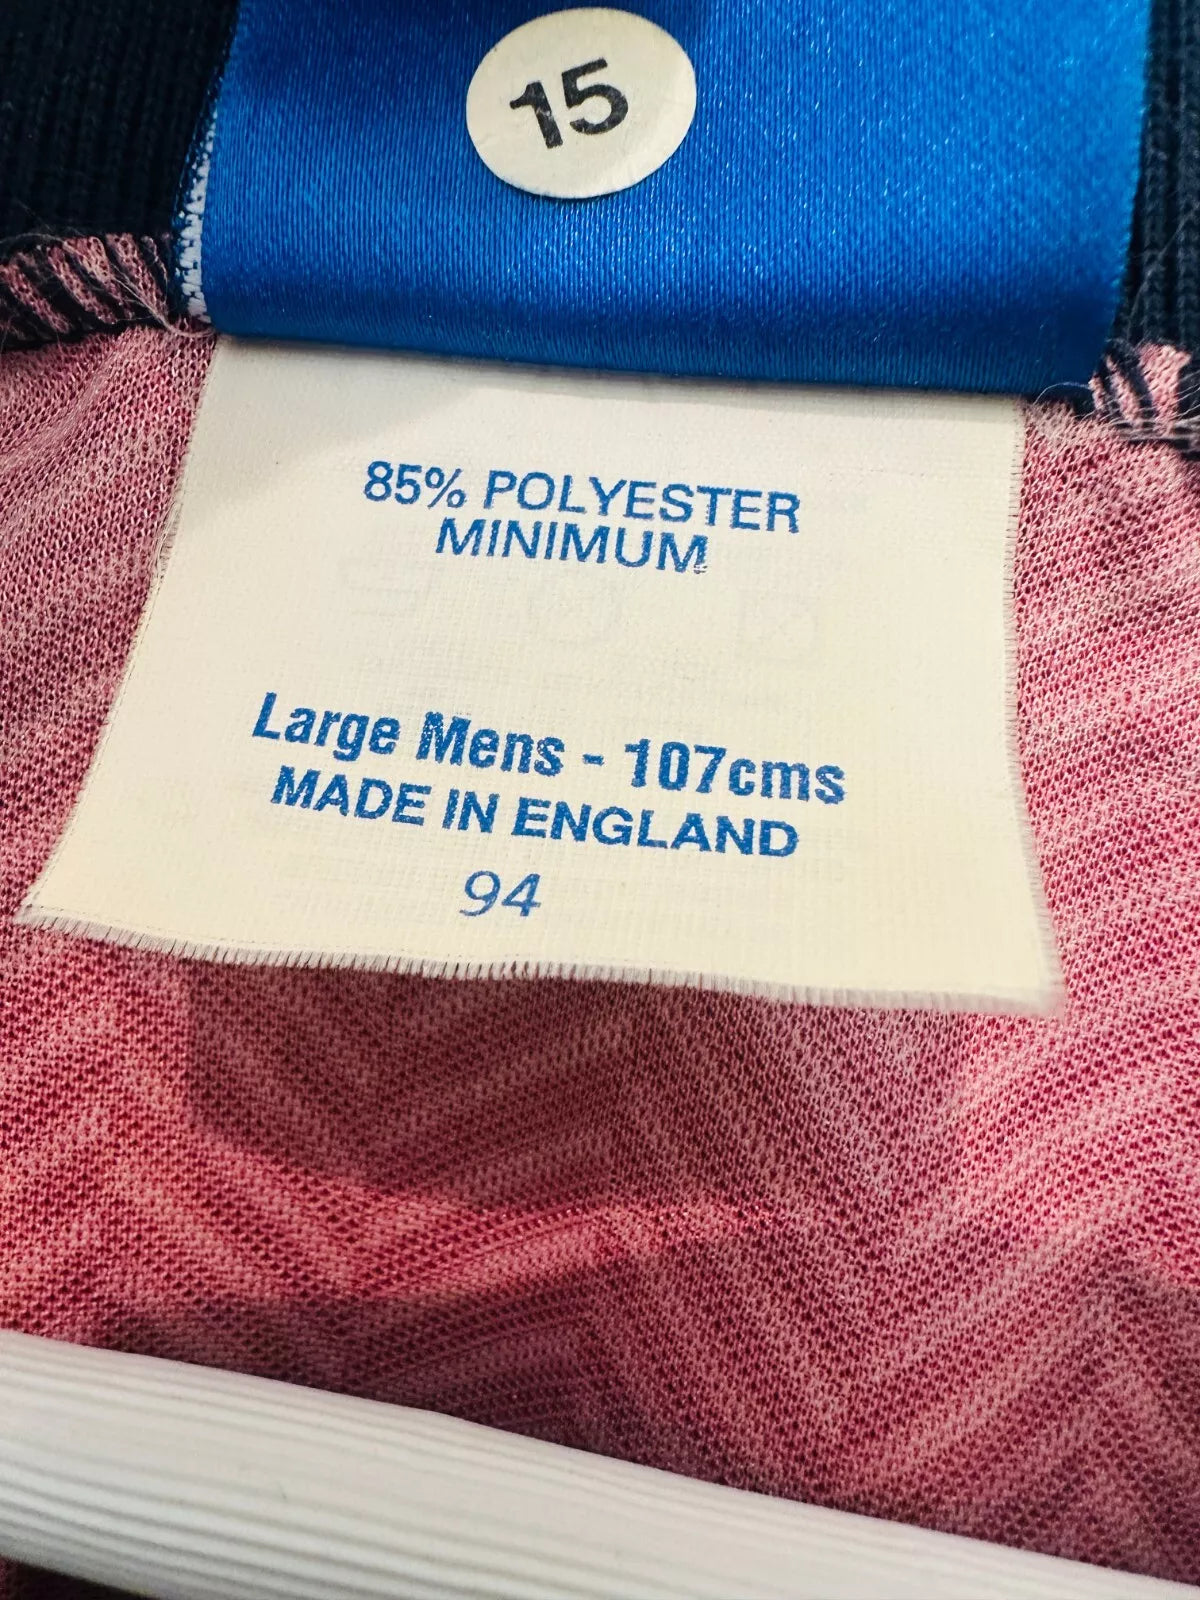 15
85% POLYESTER
MINIMUM
Large Mens - 107cms
MADE IN ENGLAND
94